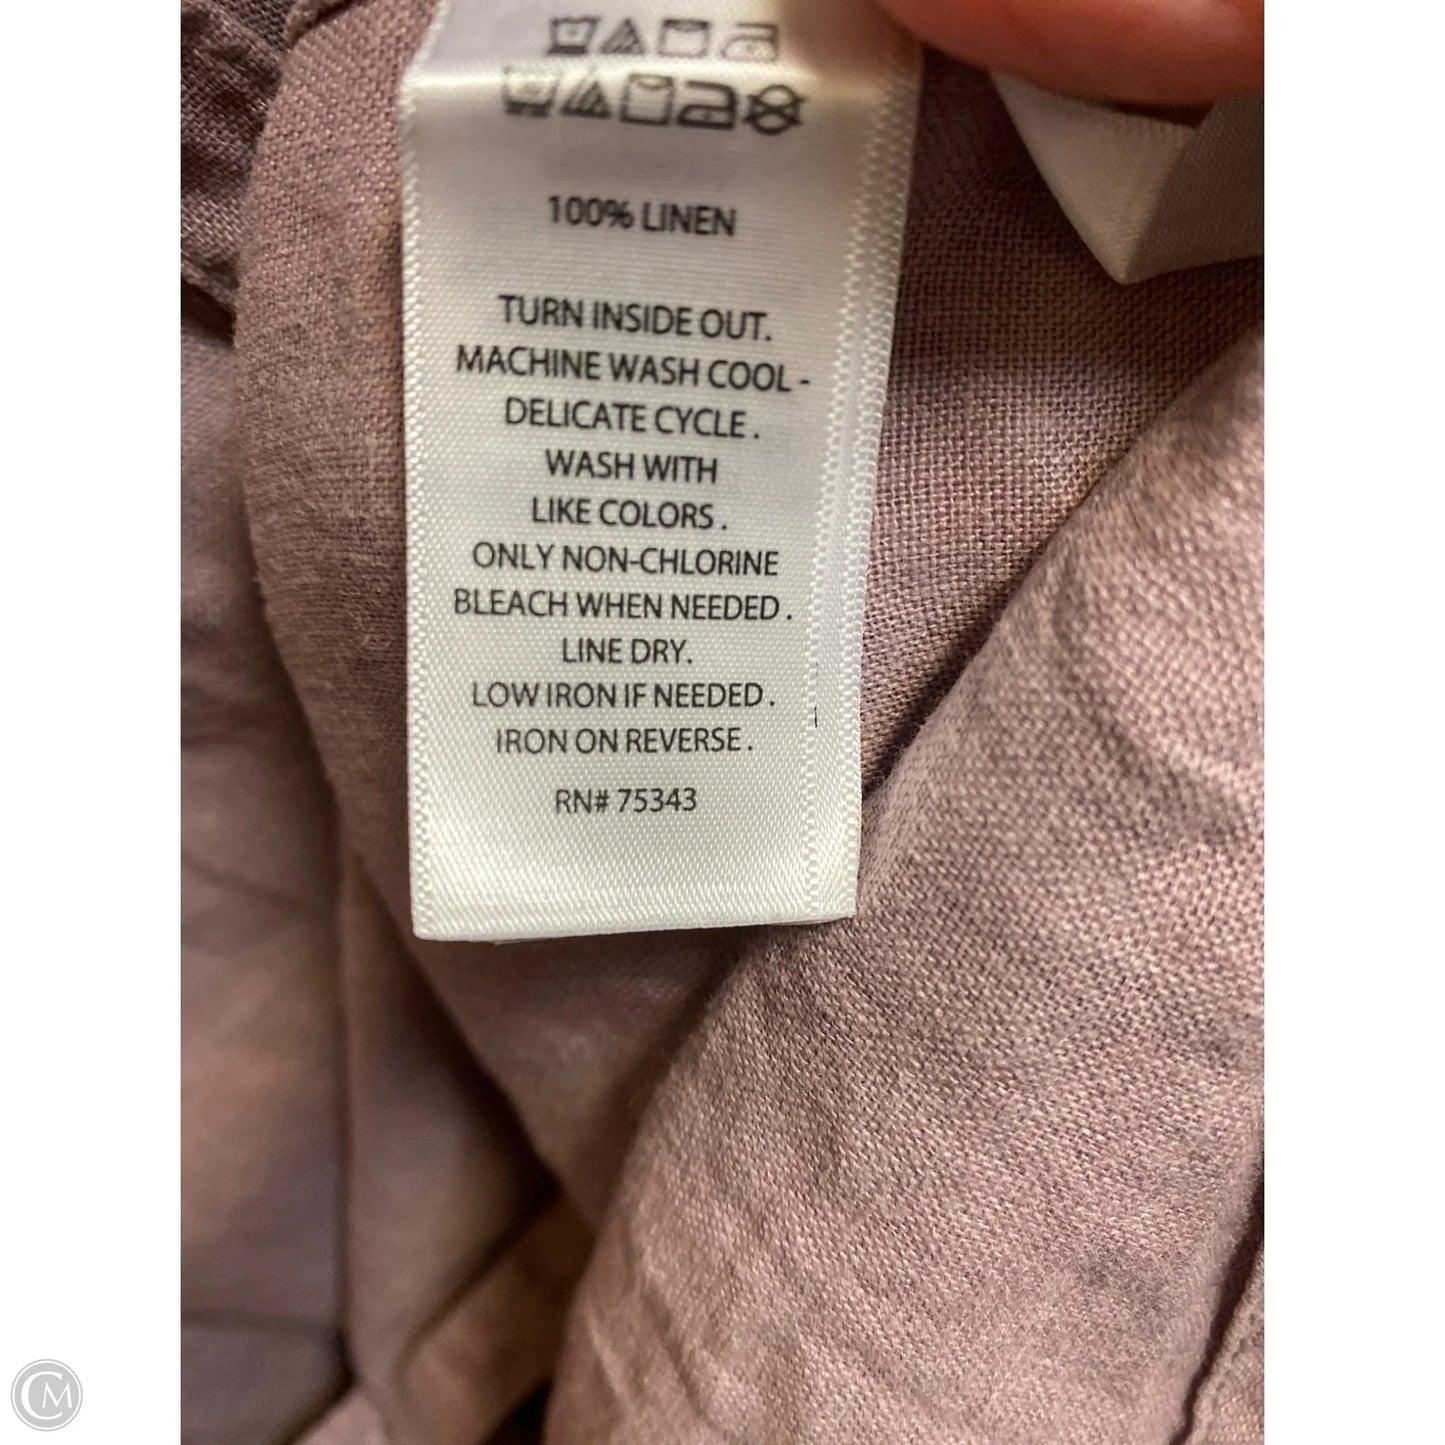 100% LINEN
TURN INSIDE OUT.
MACHINE WASH COOL -
DELICATE CYCLE .
WASH WITH
LIKE COLORS .
ONLY NON-CHLORINE
BLEACH WHEN NEEDED .
LINE DRY.
LOW IRON IF NEEDED .
IRON ON REVERSE .
RN# 75343
CM